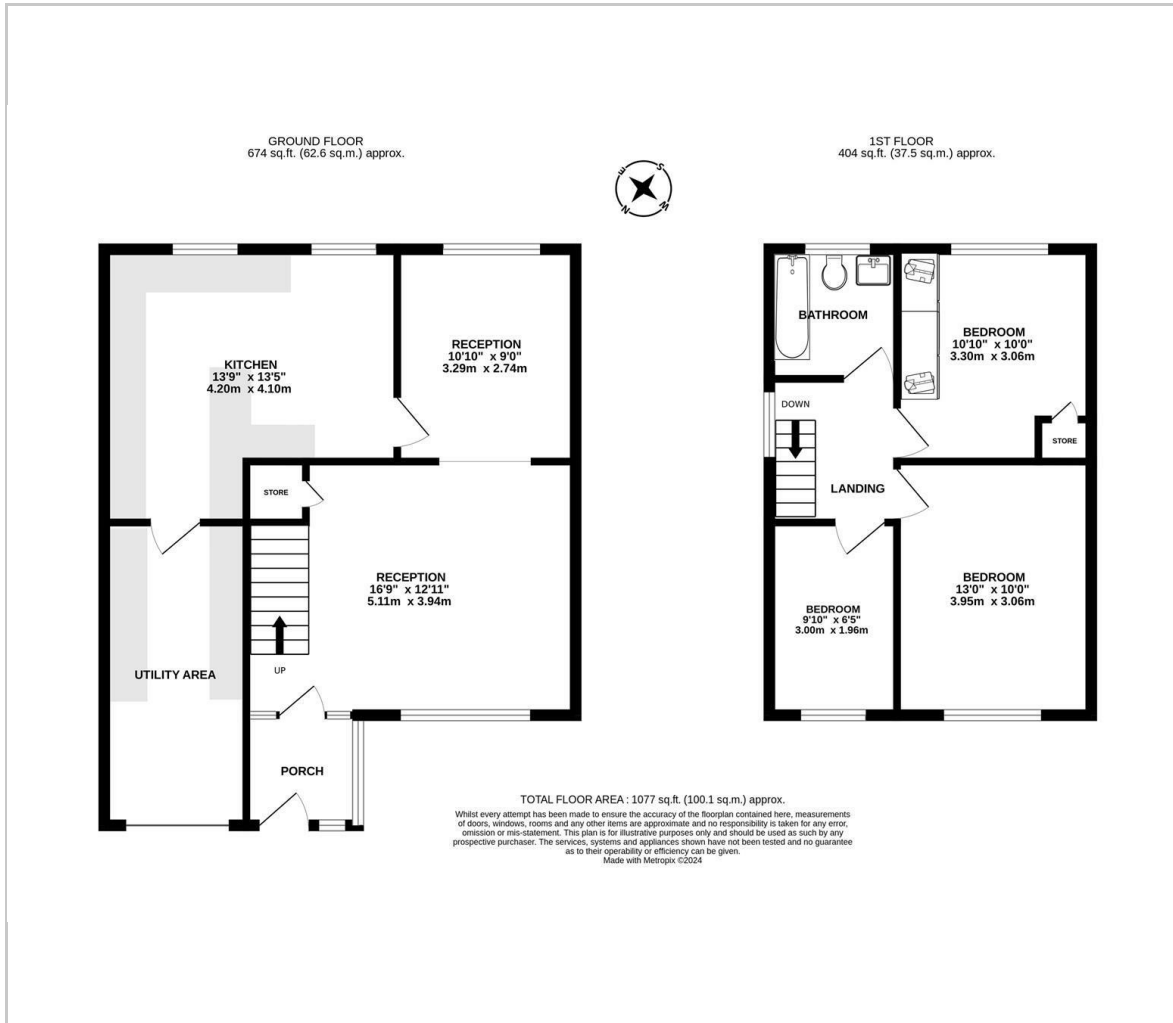 GROUND FLOOR
674 sq.ft. (62.6 sq.m.) approx.
1ST FLOOR
404 sq.ft. (37.5 sq.m.) approx.
E
S
N
W
KITCHEN
13'9" x 13'5"
4.20m x 4.10m
RECEPTION
10'10" x 9'0"
3.29m x 2.74m
STORE
RECEPTION
16'9" x 12'11"
5.11m x 3.94m
UP
UTILITY AREA
PORCH
BATHROOM
BEDROOM
10'10" x 10'0"
3.30m x 3.06m
DOWN
STORE
LANDING
BEDROOM
13'0" x 10'0"
3.95m x 3.06m
BEDROOM
9'10" x 6'5"
3.00m x 1.96m
TOTAL FLOOR AREA : 1077 sq.ft. (100.1 sq.m.) approx.
Whilst every attempt has been made to ensure the accuracy of the floorplan contained here, measurements
of doors, windows, rooms and any other items are approximate and no responsibility is taken for any error,
omission or mis-statement. This plan is for illustrative purposes only and should be used as such by any
prospective purchaser. The services, systems and appliances shown have not been tested and no guarantee
as to their operability or efficiency can be given.
Made with Metropix ©2024